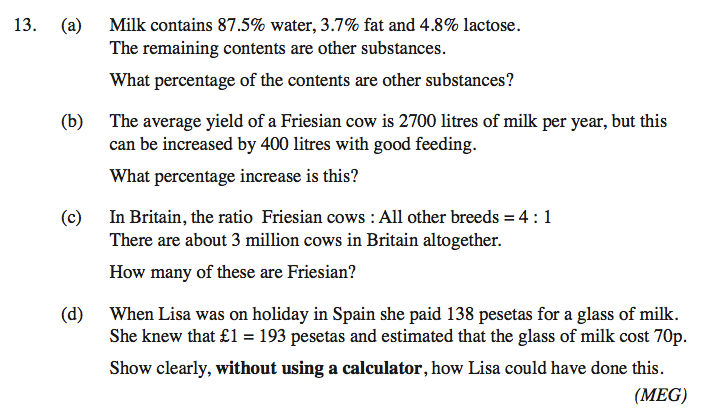 13. (a) Milk contains 87.5% water, 3.7% fat and 4.8% lactose.
The remaining contents are other substances.
What percentage of the contents are other substances?
(b) The average yield of a Friesian cow is 2700 litres of milk per year, but this
can be increased by 400 litres with good feeding.
What percentage increase is this?
(c) In Britain, the ratio Friesian cows : All other breeds = 4 : 1
There are about 3 million cows in Britain altogether.
How many of these are Friesian?
(d) When Lisa was on holiday in Spain she paid 138 pesetas for a glass of milk.
She knew that £1 = 193 pesetas and estimated that the glass of milk cost 70p.
Show clearly, without using a calculator, how Lisa could have done this.
(MEG)